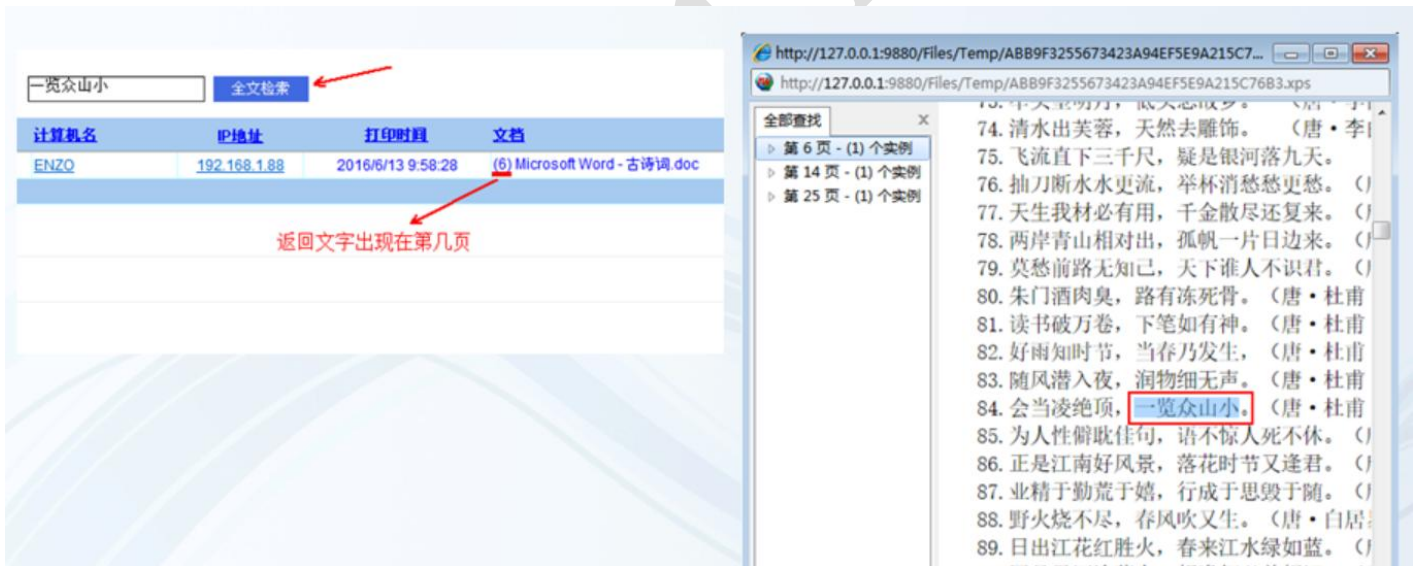 一览众山小 全文检索
计算机名 IP地址 打印时间 文档
ENZO 192.168.1.88 2016/6/13 9:58:28 (6) Microsoft Word - 古诗词.doc
返回文字出现在第几页
http://127.0.0.1:9880/Files/Temp/ABB9F3255673423A94EF5E9A215C7...
http://127.0.0.1:9880/Files/Temp/ABB9F3255673423A94EF5E9A215C76B3.xps
全部查找 X
第 6 页 - (1) 个实例
第 14 页 - (1) 个实例
第 25 页 - (1) 个实例
74. 清水出芙蓉，天然去雕饰。 （唐·李
75. 飞流直下三千尺，疑是银河落九天。
76. 抽刀断水水更流，举杯消愁愁更愁。（
77. 天生我材必有用，千金散尽还复来。（
78. 两岸青山相对出，孤帆一片日边来。（
79. 莫愁前路无知己，天下谁人不识君。（
80. 朱门酒肉臭，路有冻死骨。（唐·杜甫
81. 读书破万卷，下笔如有神。（唐·杜甫
82. 好雨知时节，当春乃发生，（唐·杜甫
83. 随风潜入夜，润物细无声。（唐·杜甫
84. 会当凌绝顶，一览众山小。（唐·杜甫
85. 为人性僻耽佳句，语不惊人死不休。（
86. 正是江南好风景，落花时节又逢君。（
87. 业精于勤荒于嬉，行成于思毁于随。（
88. 野火烧不尽，春风吹又生。（唐·白居
89. 日出江花红胜火，春来江水绿如蓝。（